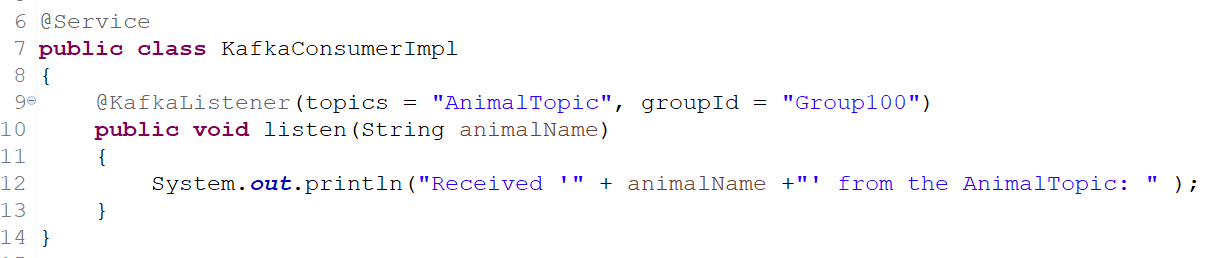 6 @Service
7 public class KafkaConsumerImpl
8 {
9 @KafkaListener(topics = "AnimalTopic", groupId = "Group100")
10 public void listen(String animalName)
11 {
12 System.out.println("Received '" + animalName +"' from the AnimalTopic: " );
13 }
14 }